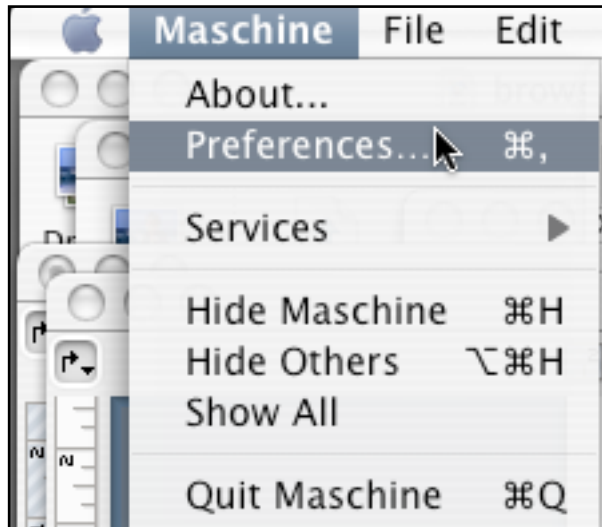 Maschine File Edit
About...
Preferences... ⌘,
Services
Hide Maschine ⌘H
Hide Others ⌥⌘H
Show All
Quit Maschine ⌘Q